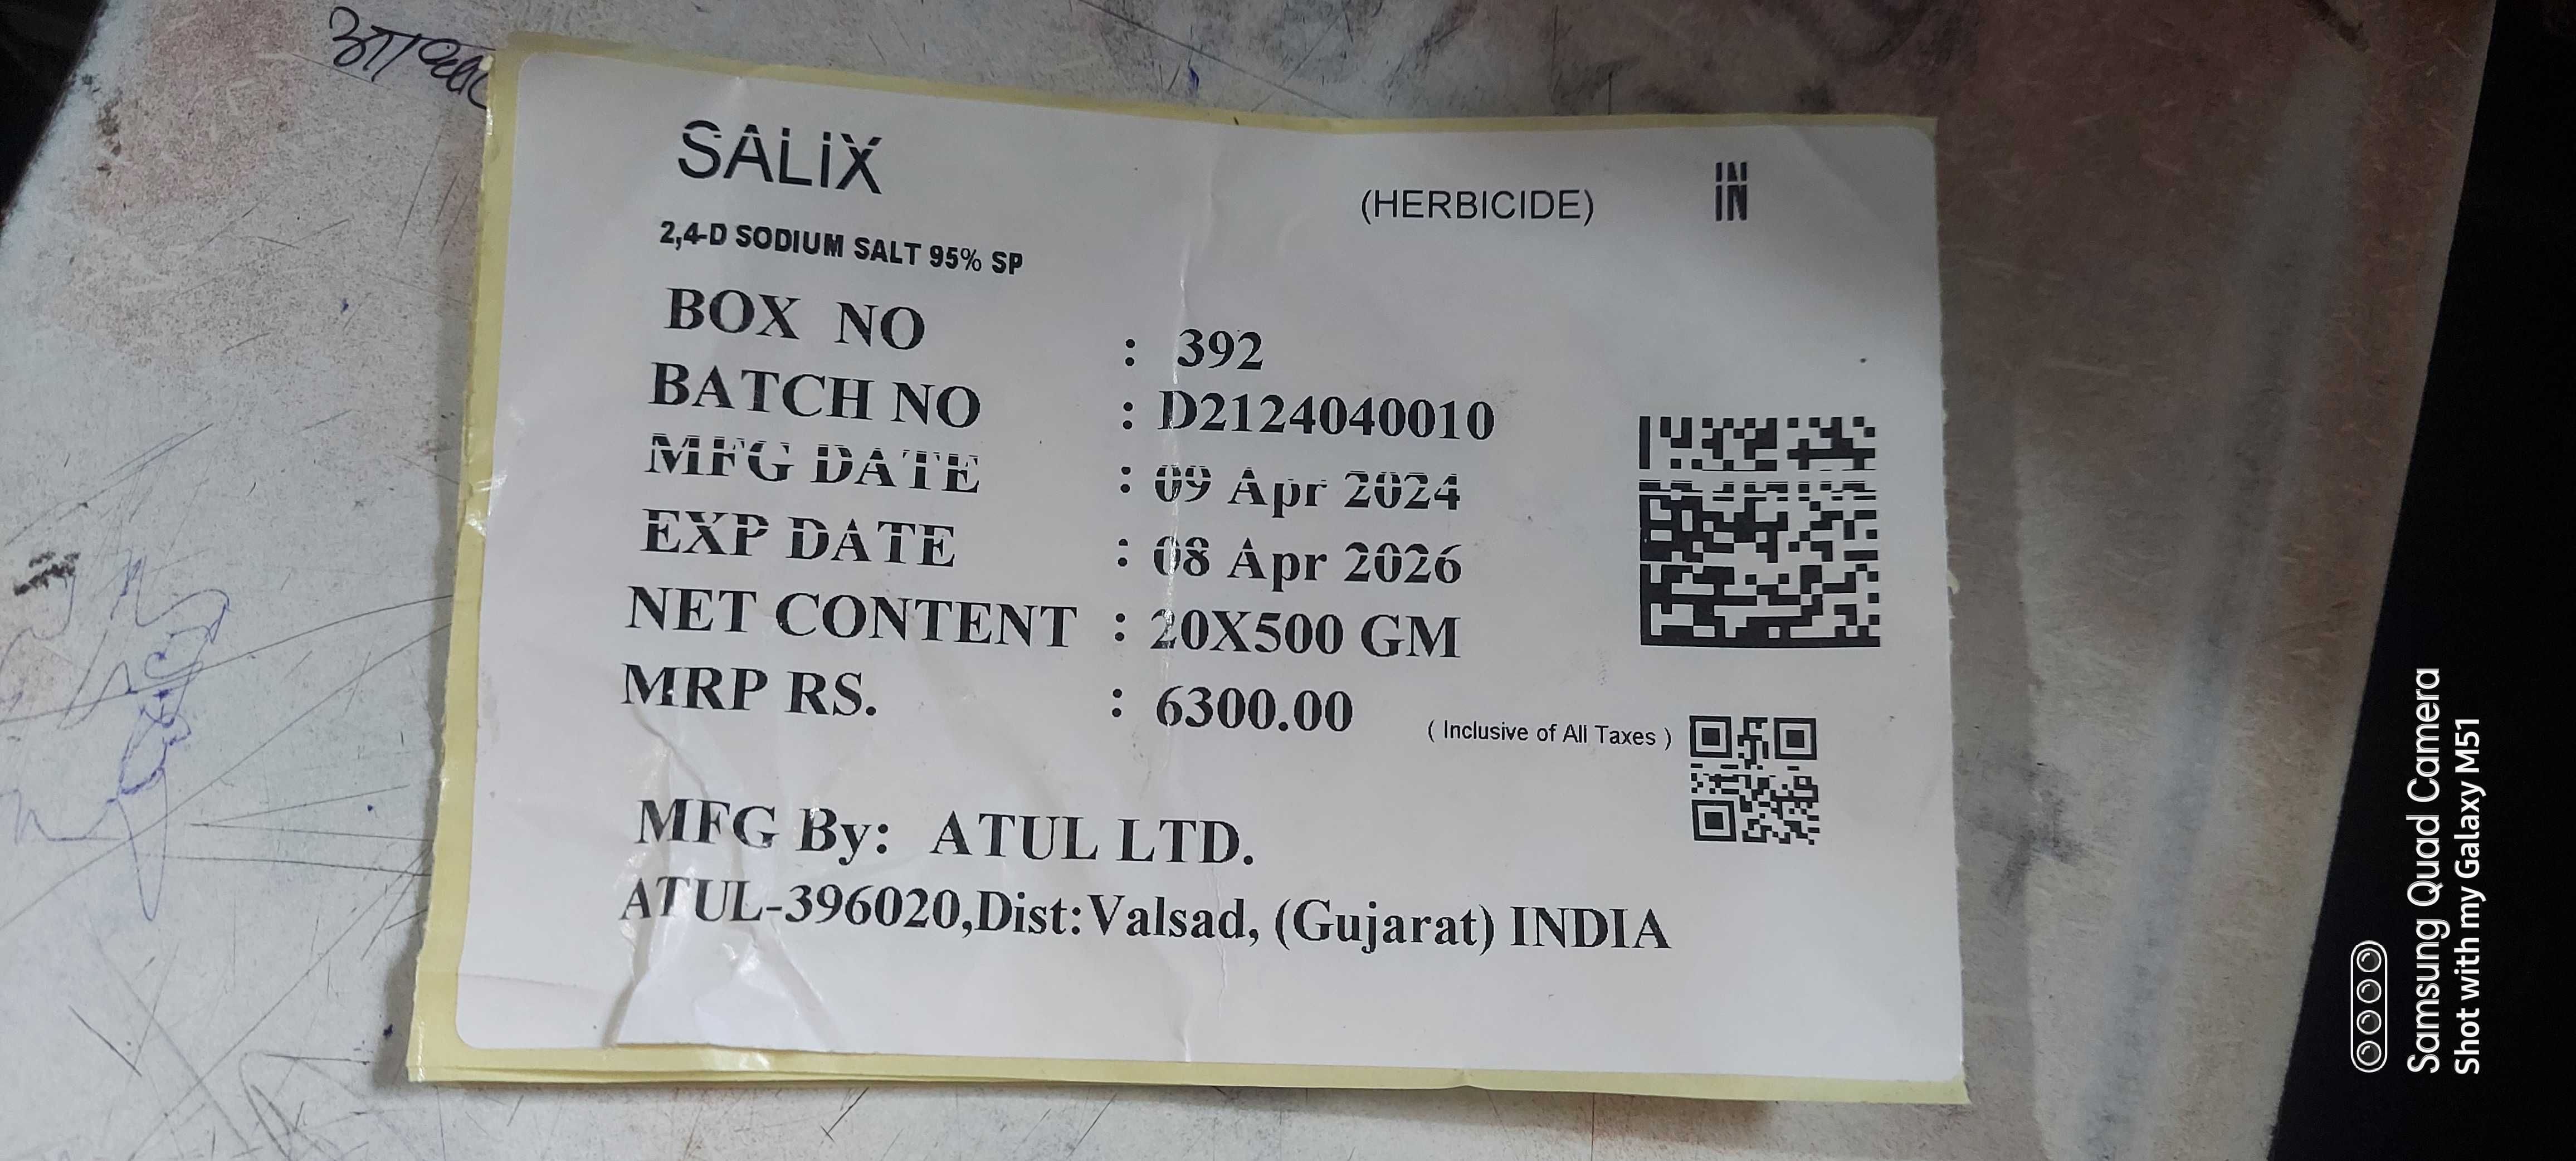 SALIX
(HERBICIDE)
IN
2,4-D SODIUM SALT 95% SP
BOX NO : 392
BATCH NO : D2124040010
MFG DATE : 09 Apr 2024
EXP DATE : 08 Apr 2026
NET CONTENT : 20X500 GM
MRP RS. : 6300.00 ( Inclusive of All Taxes )
MFG By: ATUL LTD.
ATUL-396020,Dist:Valsad, (Gujarat) INDIA
Samsung Quad Camera
Shot with my Galaxy M51